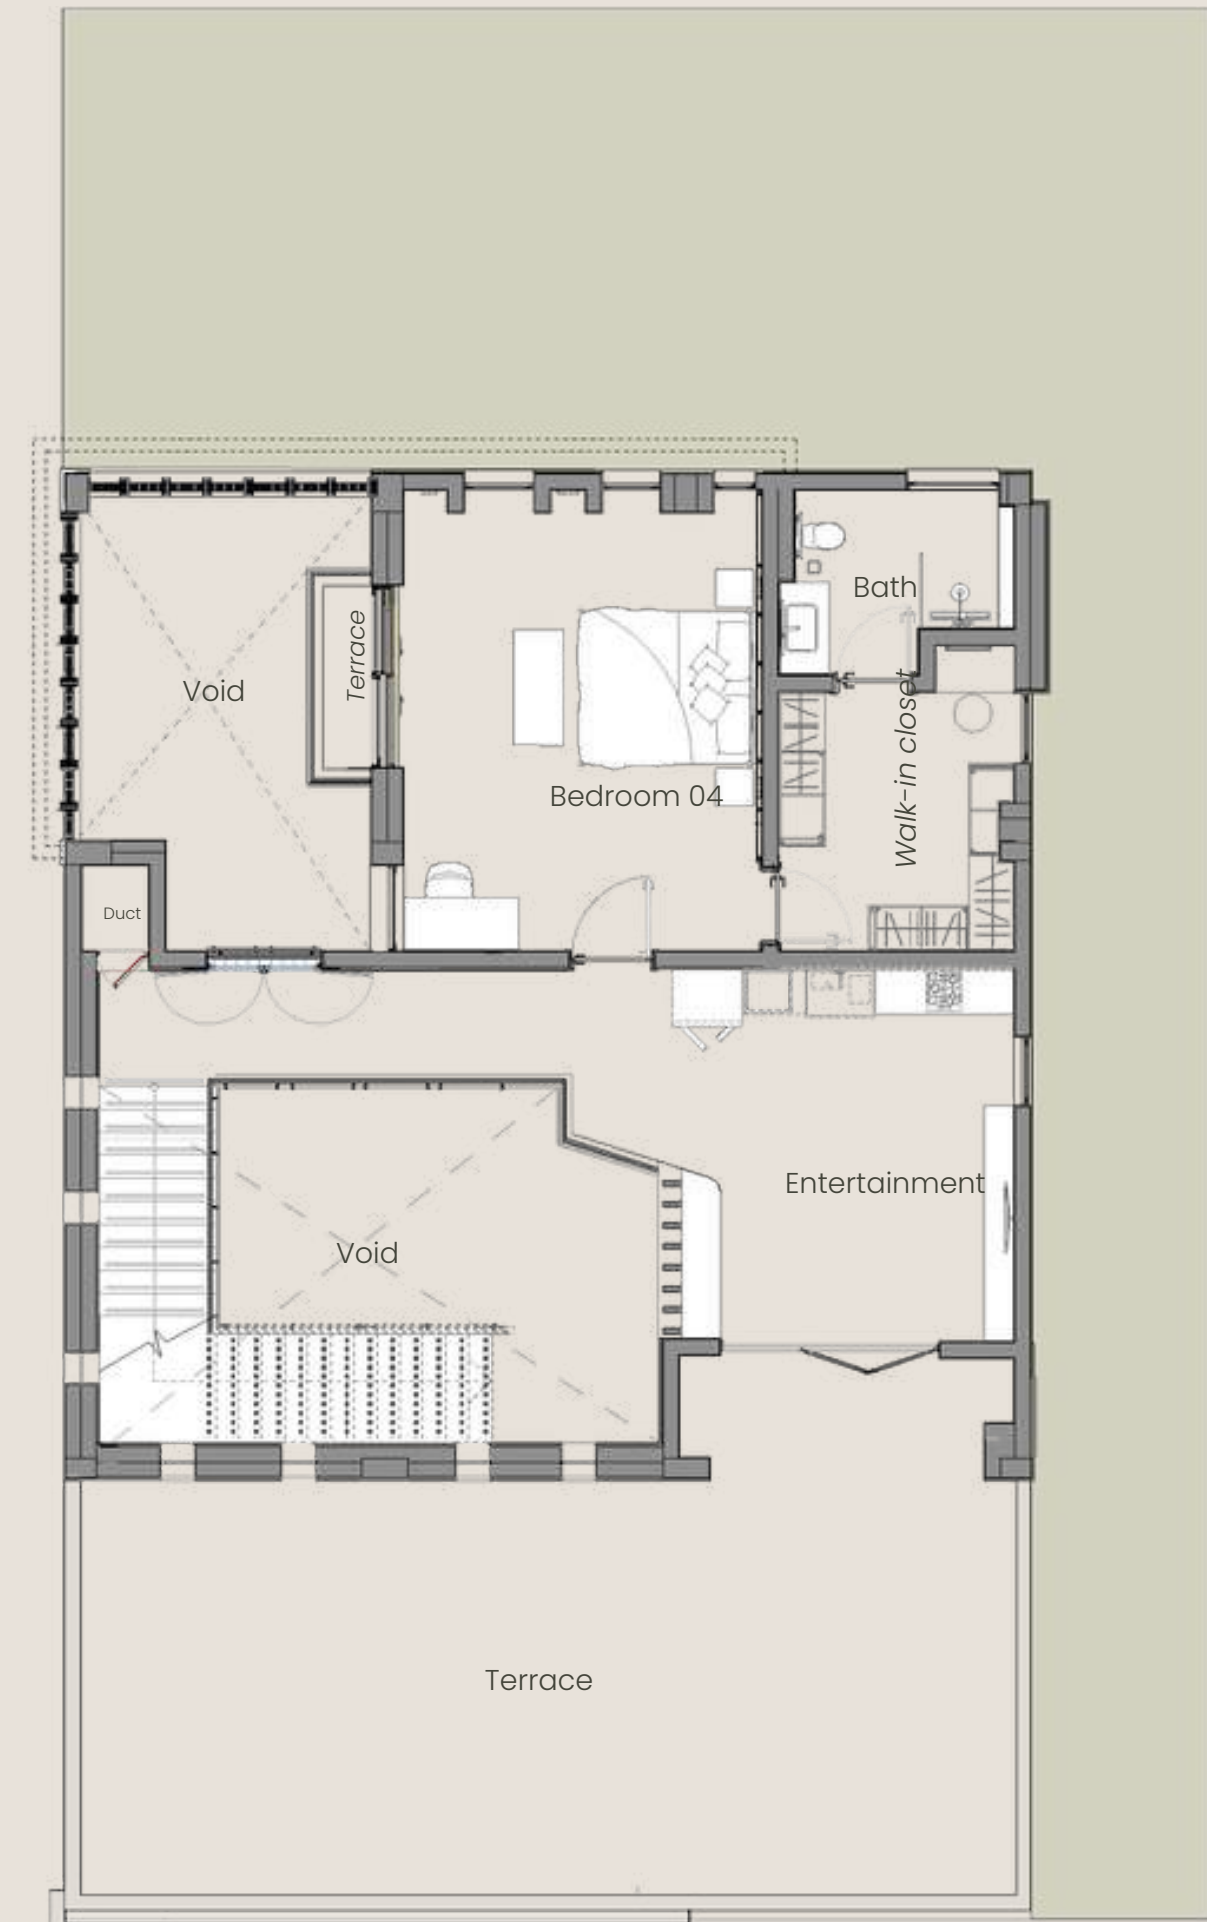 Bath
Terrace
Void
Walk-in closet
Bedroom 04
Duct
Entertainment
Void
Terrace